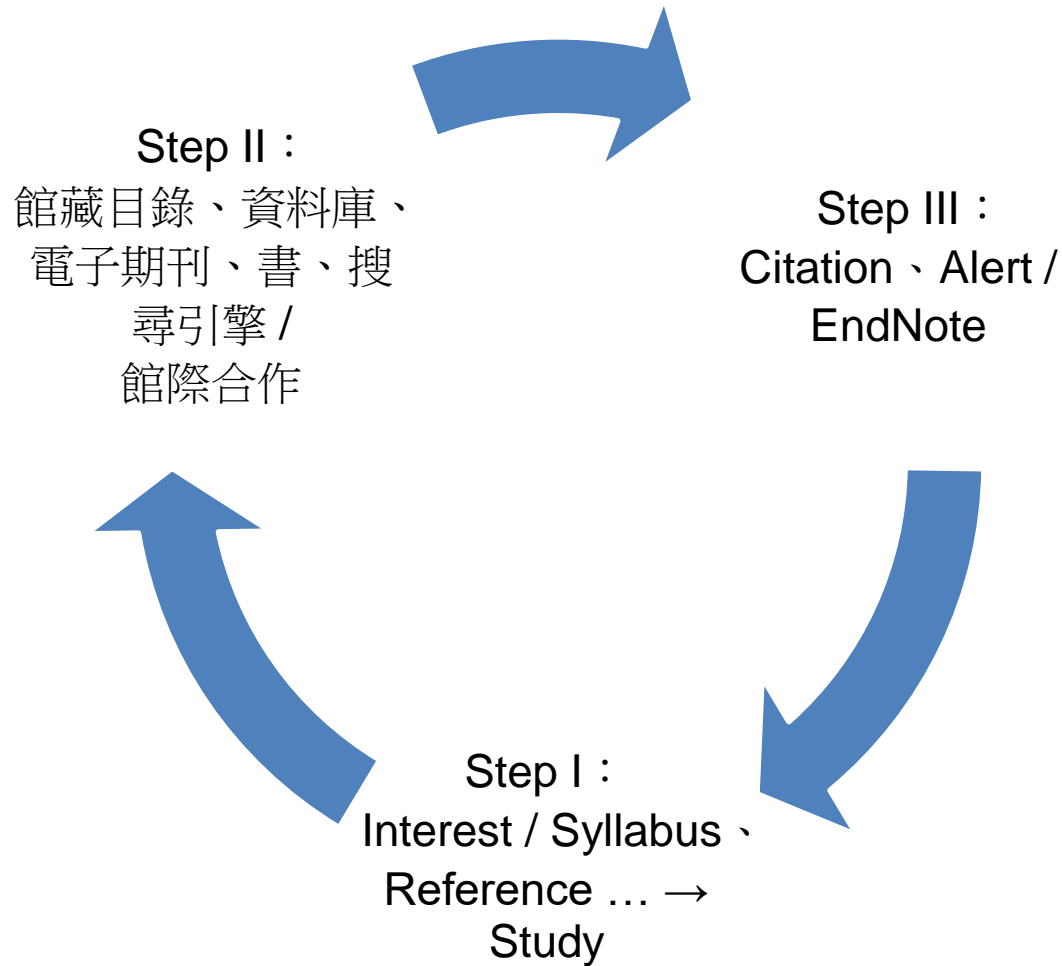 Step II：
館藏目錄、資料庫、
電子期刊、書、搜
尋引擎 /
館際合作
Step III：
Citation、Alert /
EndNote
Step I：
Interest / Syllabus、
Reference … →
Study